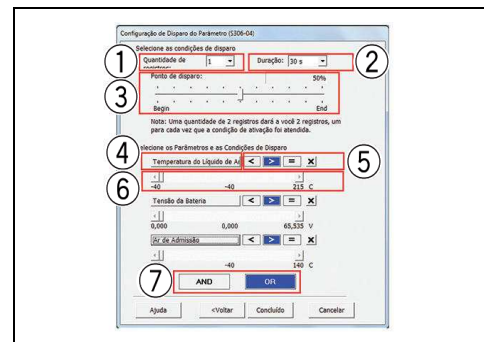 Configuração de Disparo do Parâmetro (S306-04)
Selecione as condições de disparo
1 Quantidade de registros: 1 Duração: 30 s 2
Ponto de disparo: 50%
3
Begin End
Nota: Uma quantidade de 2 registros dará a você 2 registros, um
para cada vez que a condição de ativação foi atendida.
Selecione os Parâmetros e as Condições de Disparo
4 Temperatura do Líquido de Ar < > = X 5
6
-40 -40 215 C
Tensão da Bateria < > = X
0,000 0,000 65,535 V
Ar de Admissão < > = X
-40 140 C
7 AND OR
Ajuda <Voltar Concluído Cancelar